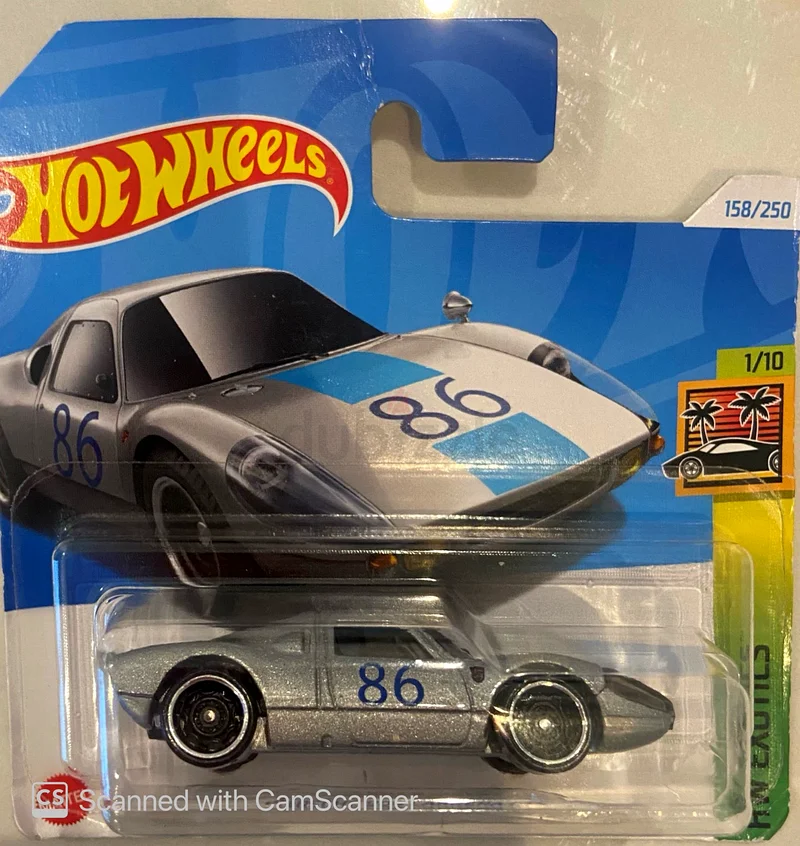 HOT WHEELS
158/250
1/10
86
86
86
HW EXOTICS
CS Scanned with CamScanner